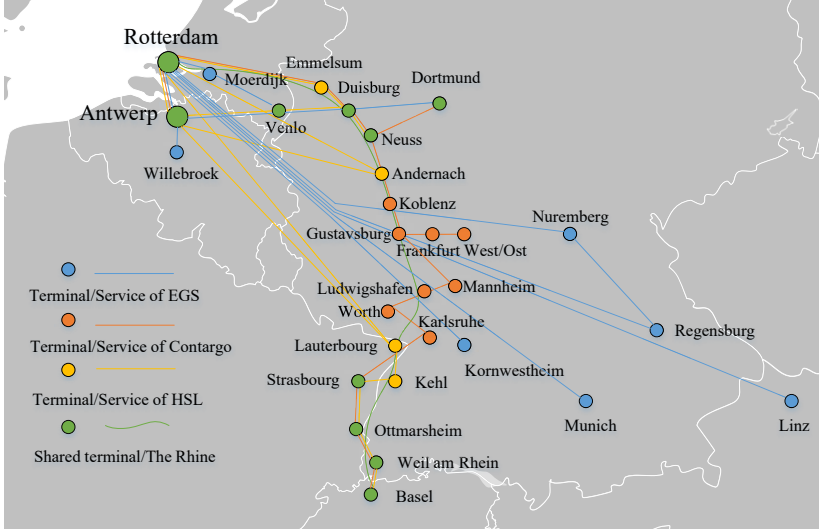 Rotterdam
Emmelsum
Moerdijk
Duisburg
Dortmund
Antwerp
Venlo
Neuss
Willebroek
Andernach
Koblenz
Nuremberg
Gustavsburg
Frankfurt West/Ost
Terminal/Service of EGS
Ludwigshafen
Mannheim
Worth
Karlsruhe
Regensburg
Terminal/Service of Contargo
Lauterbourg
Kornwestheim
Strasbourg
Kehl
Terminal/Service of HSL
Munich
Linz
Ottmarsheim
Shared terminal/The Rhine
Weil am Rhein
Basel